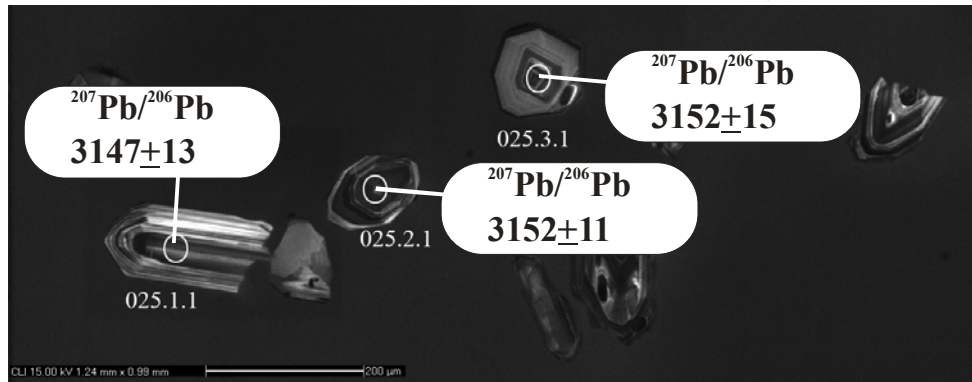 ²⁰⁷Pb/²⁰⁶Pb
3152±15
025.3.1
²⁰⁷Pb/²⁰⁶Pb
3147±13
²⁰⁷Pb/²⁰⁶Pb
3152±11
025.2.1
025.1.1
CLI 15.00 kV 1.24 mm x 0.99 mm 200 µm